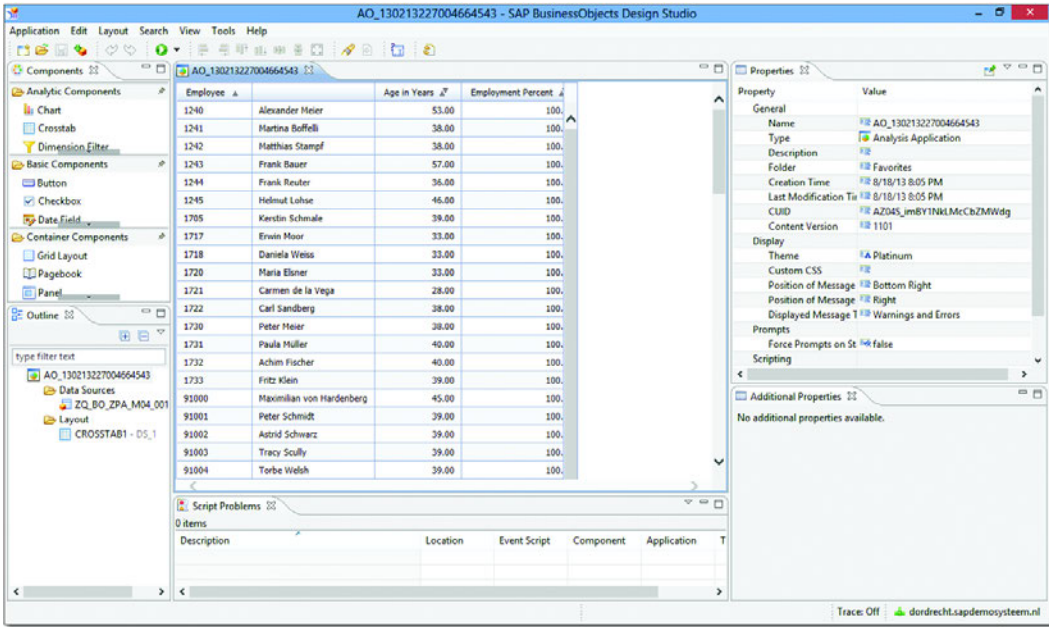 AO_130213227004664543 - SAP BusinessObjects Design Studio
Application Edit Layout Search View Tools Help
Components
Analytic Components
Chart
Crosstab
Dimension Filter
Basic Components
Button
Checkbox
Date Field
Container Components
Grid Layout
Pagebook
Panel
Outline
type filter text
AO_130213227004664543
Data Sources
ZQ_BO_ZPA_M04_001
Layout
CROSSTAB1 - DS_1
AO_130213227004664543
Employee Age in Years Employment Percent
1240 Alexander Meier 53.00 100.
1241 Martina Boffelli 38.00 100.
1242 Matthias Stampf 38.00 100.
1243 Frank Bauer 57.00 100.
1244 Frank Reuter 36.00 100.
1245 Helmut Lohse 46.00 100.
1705 Kerstin Schmale 39.00 100.
1717 Erwin Moor 33.00 100.
1718 Daniela Weiss 33.00 100.
1720 Maria Elsner 33.00 100.
1721 Carmen de la Vega 28.00 100.
1722 Carl Sandberg 38.00 100.
1730 Peter Meier 38.00 100.
1731 Paula Müller 40.00 100.
1732 Achim Fischer 40.00 100.
1733 Fritz Klein 39.00 100.
91000 Maximilian von Hardenberg 45.00 100.
91001 Peter Schmidt 39.00 100.
91002 Astrid Schwarz 39.00 100.
91003 Tracy Scully 39.00 100.
91004 Torbe Welsh 39.00 100.
Script Problems
0 items
Description Location Event Script Component Application T
Properties
Property Value
General
Name AO_130213227004664543
Type Analysis Application
Description
Folder Favorites
Creation Time 8/18/13 8:05 PM
Last Modification Tir 8/18/13 8:05 PM
CUID AZ04S_imBY1NkLMcCbZMWdg
Content Version 1101
Display
Theme Platinum
Custom CSS
Position of Message Bottom Right
Position of Message Right
Displayed Message T Warnings and Errors
Prompts
Force Prompts on St false
Scripting
Additional Properties
No additional properties available.
Trace: Off dordrecht.sapdemosysteem.nl